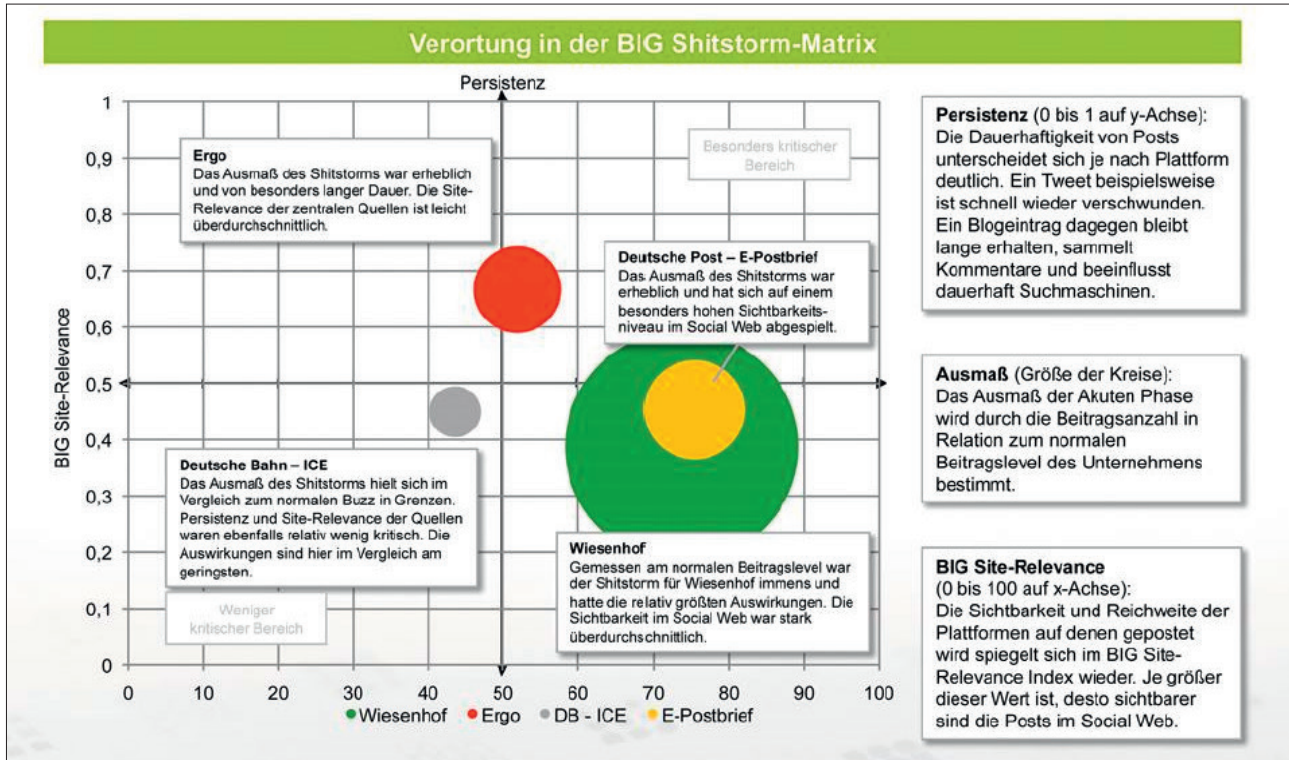 Verortung in der BIG Shitstorm-Matrix
Persistenz
BIG Site-Relevance
1
0,9
0,8
0,7
0,6
0,5
0,4
0,3
0,2
0,1
0
0
10
20
30
40
50
60
70
80
90
100
Ergo
Das Ausmaß des Shitstorms war erheblich
und von besonders langer Dauer. Die Site-
Relevance der zentralen Quellen ist leicht
überdurchschnittlich.
Besonders kritischer
Bereich
Deutsche Post – E-Postbrief
Das Ausmaß des Shitstorms war
erheblich und hat sich auf einem
besonders hohen Sichtbarkeits-
niveau im Social Web abgespielt.
Deutsche Bahn – ICE
Das Ausmaß des Shitstorms hielt sich im
Vergleich zum normalen Buzz in Grenzen.
Persistenz und Site-Relevance der Quellen
waren ebenfalls relativ wenig kritisch. Die
Auswirkungen sind hier im Vergleich am
geringsten.
Wiesenhof
Gemessen am normalen Beitragslevel war
der Shitstorm für Wiesenhof immens und
hatte die relativ größten Auswirkungen. Die
Sichtbarkeit im Social Web war stark
überdurchschnittlich.
Weniger
kritischer Bereich
Wiesenhof
Ergo
DB - ICE
E-Postbrief
Persistenz (0 bis 1 auf y-Achse):
Die Dauerhaftigkeit von Posts
unterscheidet sich je nach Plattform
deutlich. Ein Tweet beispielsweise
ist schnell wieder verschwunden.
Ein Blogeintrag dagegen bleibt
lange erhalten, sammelt
Kommentare und beeinflusst
dauerhaft Suchmaschinen.
Ausmaß (Größe der Kreise):
Das Ausmaß der Akuten Phase
wird durch die Beitragsanzahl in
Relation zum normalen
Beitragslevel des Unternehmens
bestimmt.
BIG Site-Relevance
(0 bis 100 auf x-Achse):
Die Sichtbarkeit und Reichweite der
Plattformen auf denen gepostet
wird spiegelt sich im BIG Site-
Relevance Index wieder. Je größer
dieser Wert ist, desto sichtbarer
sind die Posts im Social Web.